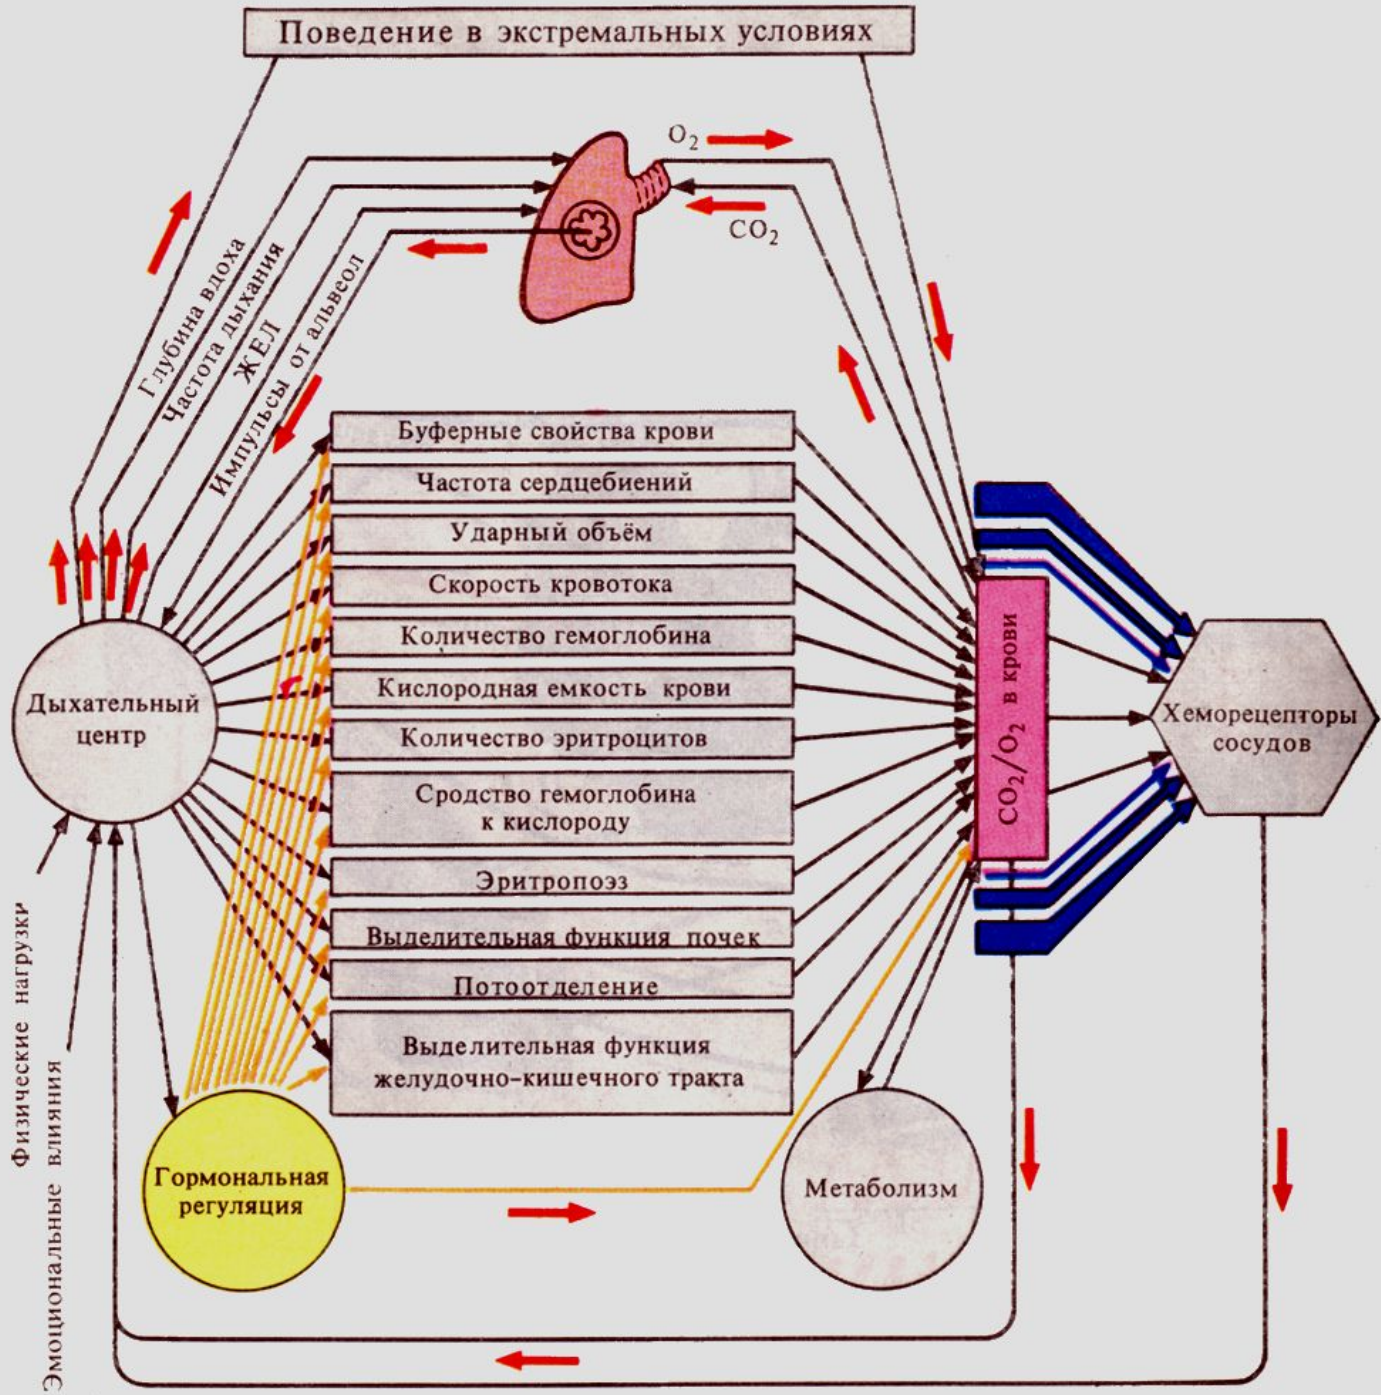 Поведение в экстремальных условиях
O₂
CO₂
Глубина вдоха
Частота дыхания
ЖЕЛ
Импульсы от альвеол
Буферные свойства крови
Частота сердцебиений
Ударный объём
Скорость кровотока
Количество гемоглобина
Кислородная емкость крови
Количество эритроцитов
Сродство гемоглобина
к кислороду
Эритропоэз
Выделительная функция почек
Потоотделение
Выделительная функция
желудочно-кишечного тракта
Дыхательный
центр
CO₂/O₂ в крови
Хеморецепторы
сосудов
Физические нагрузки
Эмоциональные влияния
Гормональная
регуляция
Метаболизм